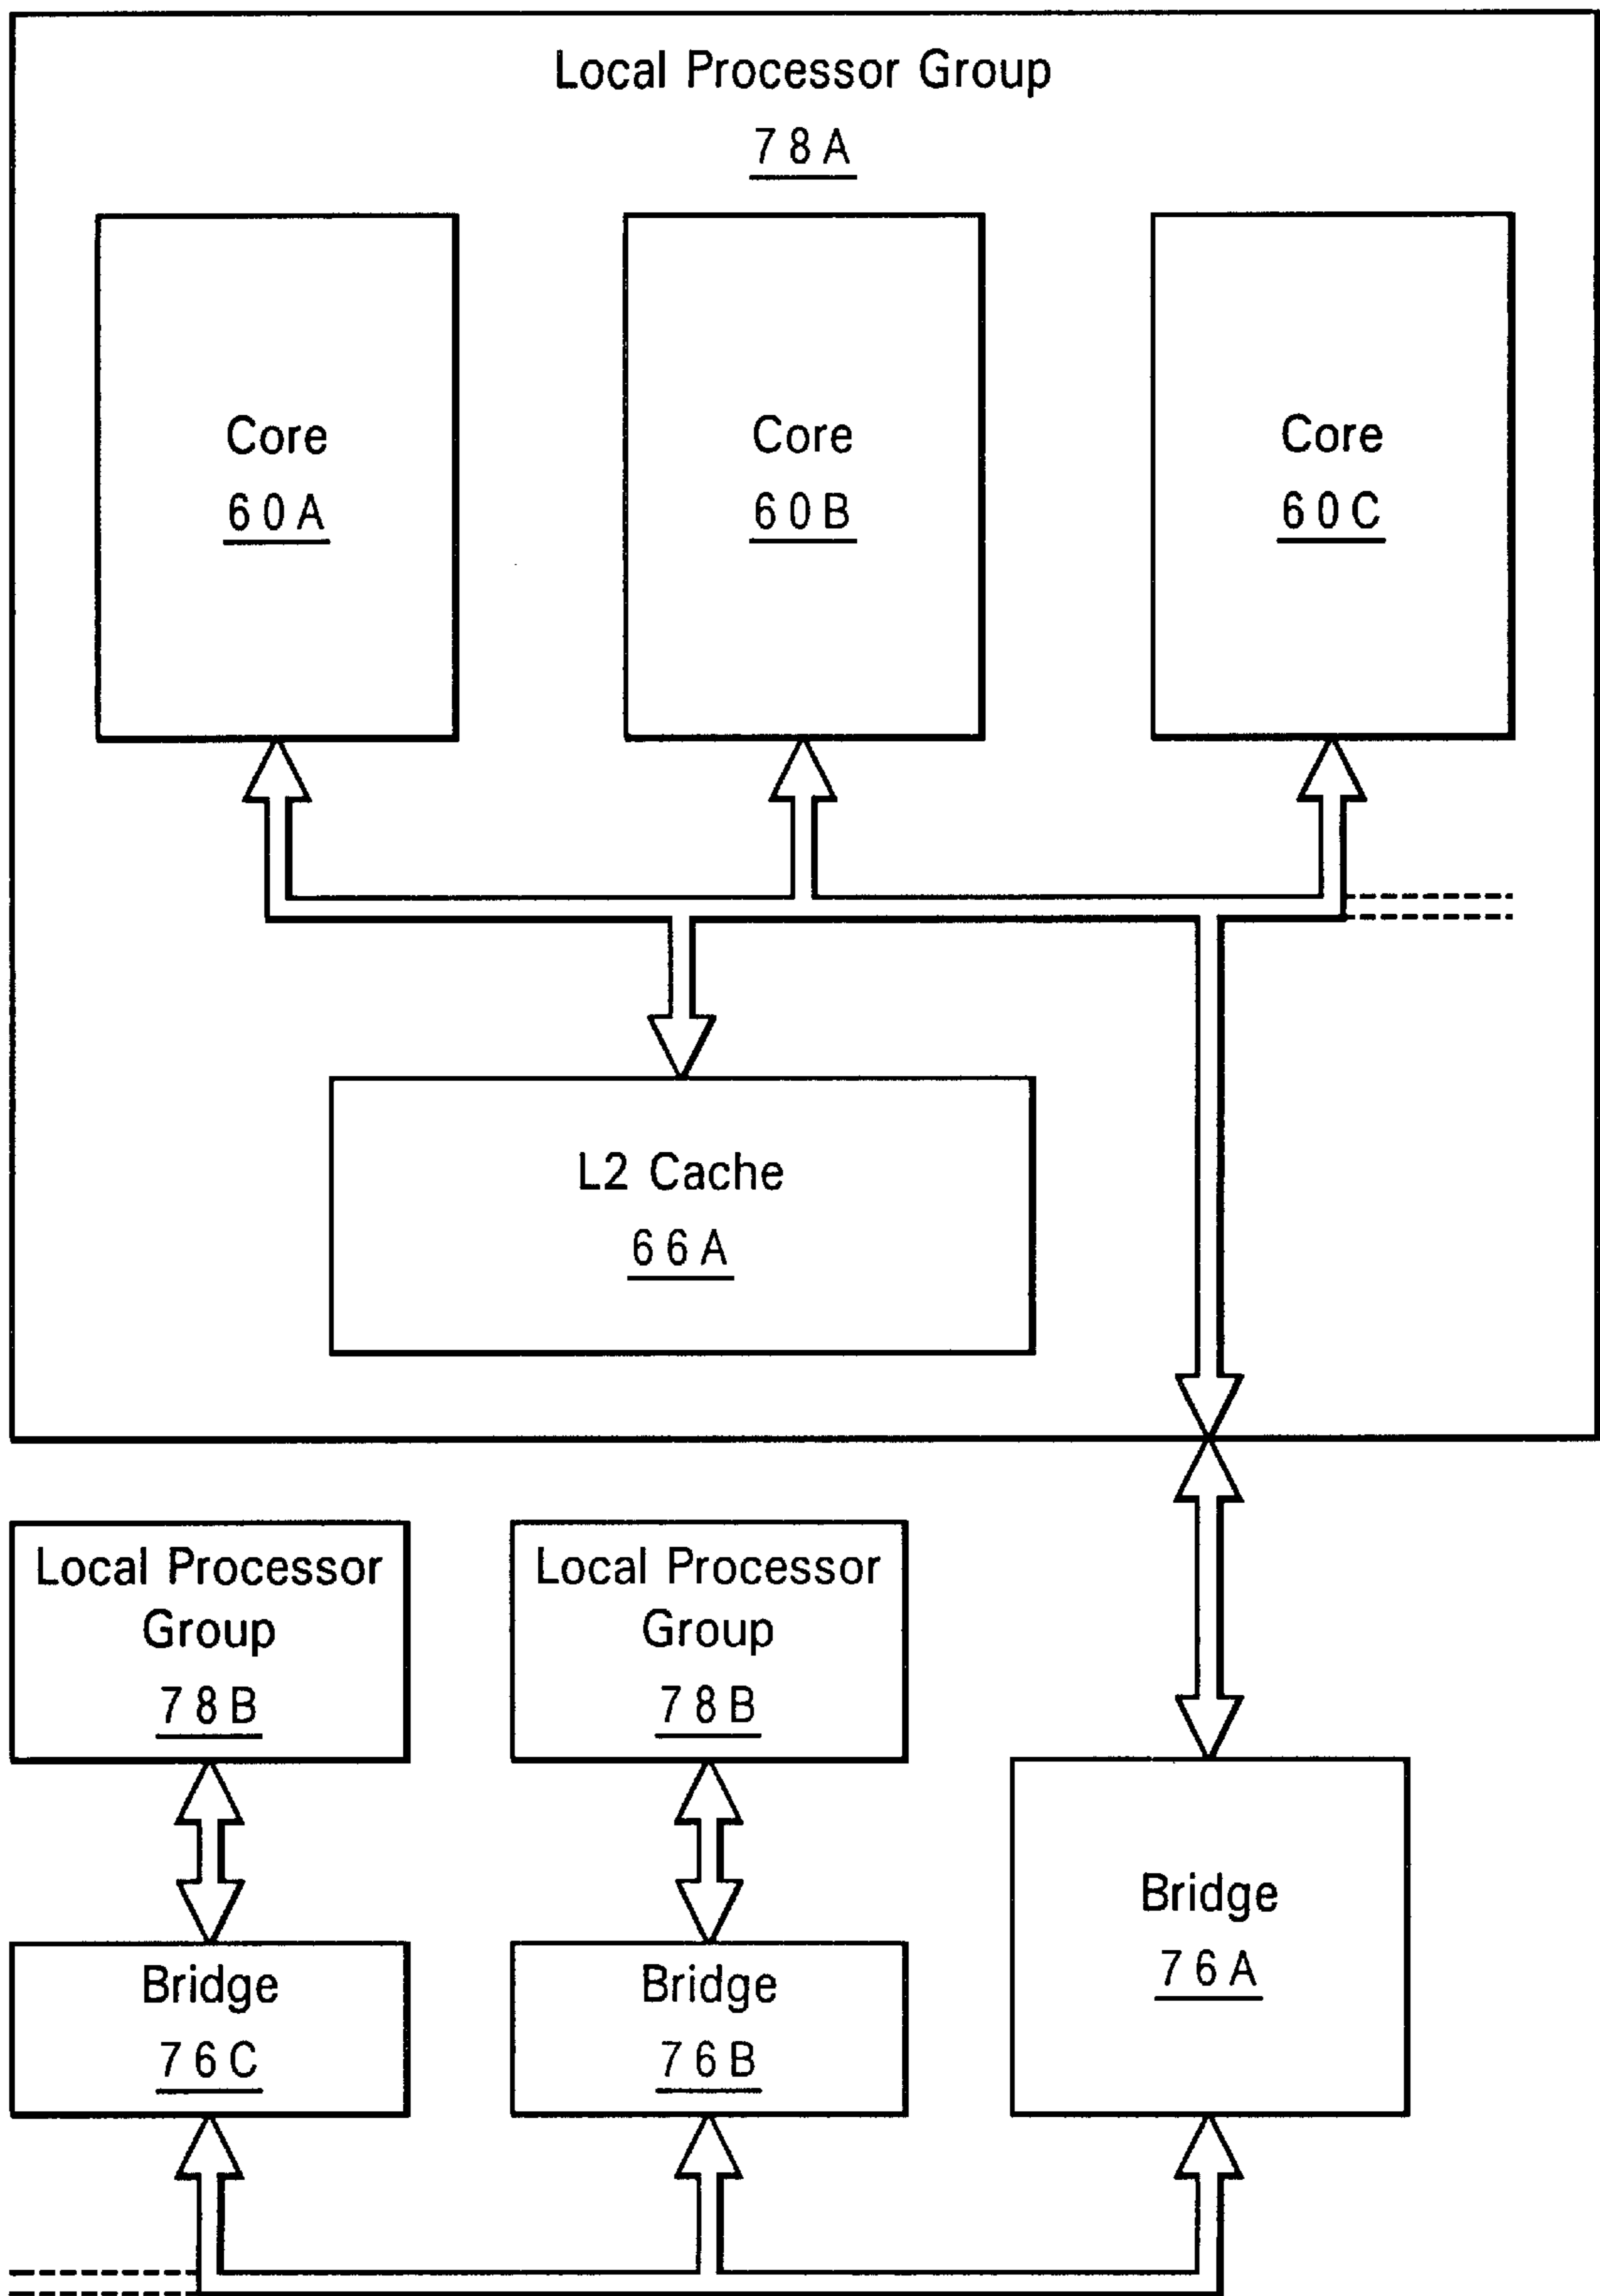 Local Processor Group
78A
Core
60A
Core
60B
Core
60C
L2 Cache
66A
Local Processor
Group
78B
Local Processor
Group
78B
Bridge
76A
Bridge
76C
Bridge
76B